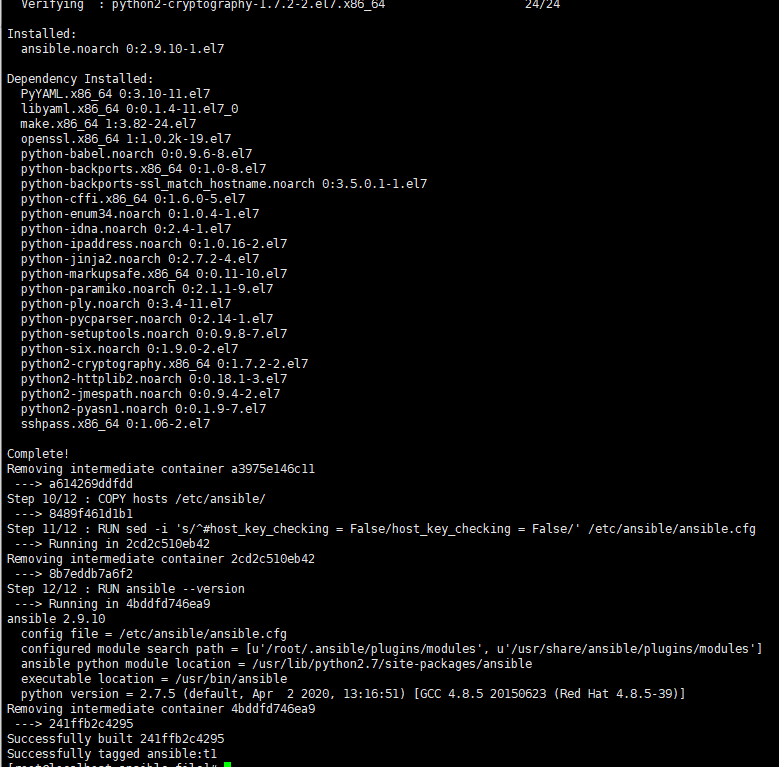 Verifying  : python2-cryptography-1.7.2-2.el7.x86_64                    24/24
Installed:
ansible.noarch 0:2.9.10-1.el7
Dependency Installed:
PyYAML.x86_64 0:3.10-11.el7
libyaml.x86_64 0:0.1.4-11.el7_0
make.x86_64 1:3.82-24.el7
openssl.x86_64 1:1.0.2k-19.el7
python-babel.noarch 0:0.9.6-8.el7
python-backports.x86_64 0:1.0-8.el7
python-backports-ssl_match_hostname.noarch 0:3.5.0.1-1.el7
python-cffi.x86_64 0:1.6.0-5.el7
python-enum34.noarch 0:1.0.4-1.el7
python-idna.noarch 0:2.4-1.el7
python-ipaddress.noarch 0:1.0.16-2.el7
python-jinja2.noarch 0:2.7.2-4.el7
python-markupsafe.x86_64 0:0.11-10.el7
python-paramiko.noarch 0:2.1.1-9.el7
python-ply.noarch 0:3.4-11.el7
python-pycparser.noarch 0:2.14-1.el7
python-setuptools.noarch 0:0.9.8-7.el7
python-six.noarch 0:1.9.0-2.el7
python2-cryptography.x86_64 0:1.7.2-2.el7
python2-httplib2.noarch 0:0.18.1-3.el7
python2-jmespath.noarch 0:0.9.4-2.el7
python2-pyasn1.noarch 0:0.1.9-7.el7
sshpass.x86_64 0:1.06-2.el7
Complete!
Removing intermediate container a3975e146c11
---> a614269ddfdd
Step 10/12 : COPY hosts /etc/ansible/
---> 8489f461d1b1
Step 11/12 : RUN sed -i 's/^#host_key_checking = False/host_key_checking = False/' /etc/ansible/ansible.cfg
---> Running in 2cd2c510eb42
Removing intermediate container 2cd2c510eb42
---> 8b7eddb7a6f2
Step 12/12 : RUN ansible --version
---> Running in 4bddfd746ea9
ansible 2.9.10
config file = /etc/ansible/ansible.cfg
configured module search path = [u'/root/.ansible/plugins/modules', u'/usr/share/ansible/plugins/modules']
ansible python module location = /usr/lib/python2.7/site-packages/ansible
executable location = /usr/bin/ansible
python version = 2.7.5 (default, Apr  2 2020, 13:16:51) [GCC 4.8.5 20150623 (Red Hat 4.8.5-39)]
Removing intermediate container 4bddfd746ea9
---> 241ffb2c4295
Successfully built 241ffb2c4295
Successfully tagged ansible:t1